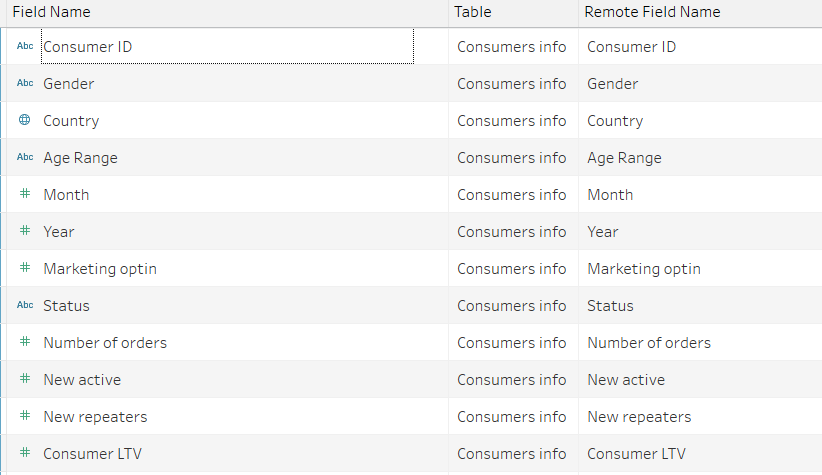 Field Name Table Remote Field Name
Abc Consumer ID Consumers info Consumer ID
Abc Gender Consumers info Gender
Country Consumers info Country
Abc Age Range Consumers info Age Range
# Month Consumers info Month
# Year Consumers info Year
# Marketing optin Consumers info Marketing optin
Abc Status Consumers info Status
# Number of orders Consumers info Number of orders
# New active Consumers info New active
# New repeaters Consumers info New repeaters
# Consumer LTV Consumers info Consumer LTV